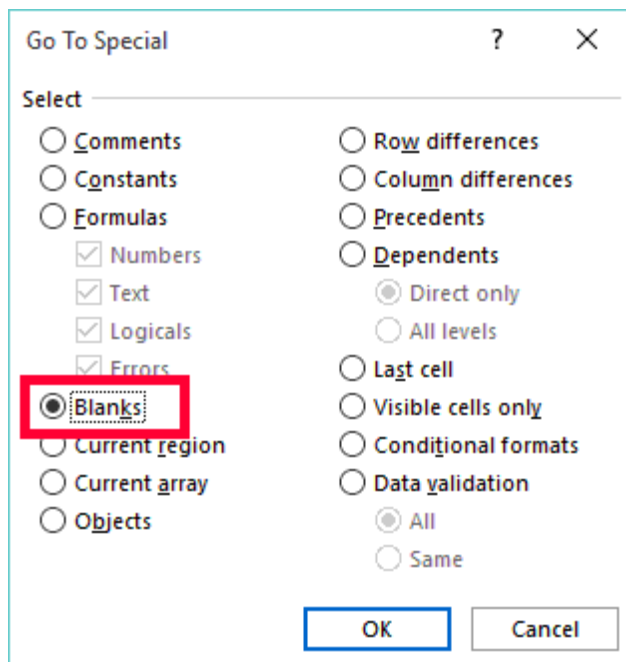 Go To Special ?
Select
Comments
Constants
Formulas
Numbers
Text
Logicals
Errors
Blanks
Current region
Current array
Objects
Row differences
Column differences
Precedents
Dependents
Direct only
All levels
Last cell
Visible cells only
Conditional formats
Data validation
All
Same
OK
Cancel